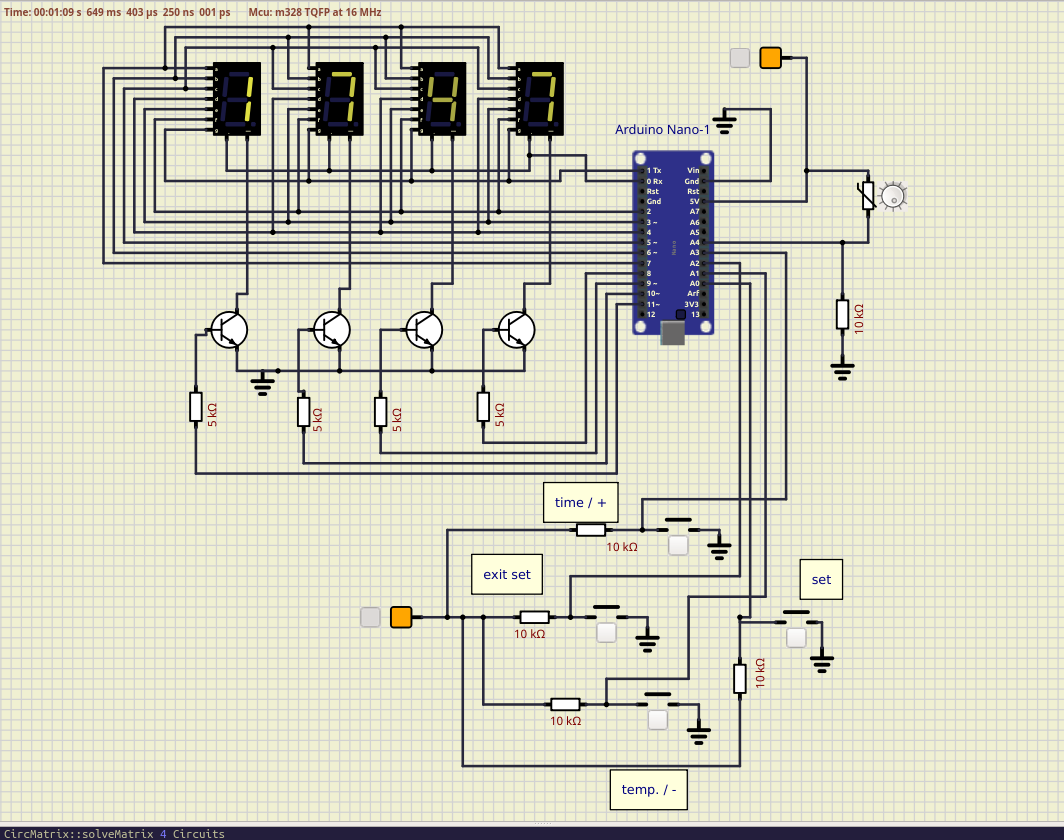 Time: 00:01:09 s 649 ms 403 µs 250 ns 001 ps Mcu: m328 TQFP at 16 MHz
a
b
c
d
e
f
g
a
b
c
d
e
f
g
a
b
c
d
e
f
g
a
b
c
d
e
f
g
Arduino Nano-1
1 Tx Vin
0 Rx Gnd
Rst Rst
Gnd 5V
2 A7
3 ~ A6
4 A5
5 ~ A4
6 ~ A3
7 A2
8 A1
9 ~ A0
10~ Arf
11~ 3V3
12 13
Nano
10 kΩ
5 kΩ
5 kΩ
5 kΩ
5 kΩ
time / +
10 kΩ
exit set
set
10 kΩ
10 kΩ
10 kΩ
temp. / -
CircMatrix::solveMatrix 4 Circuits